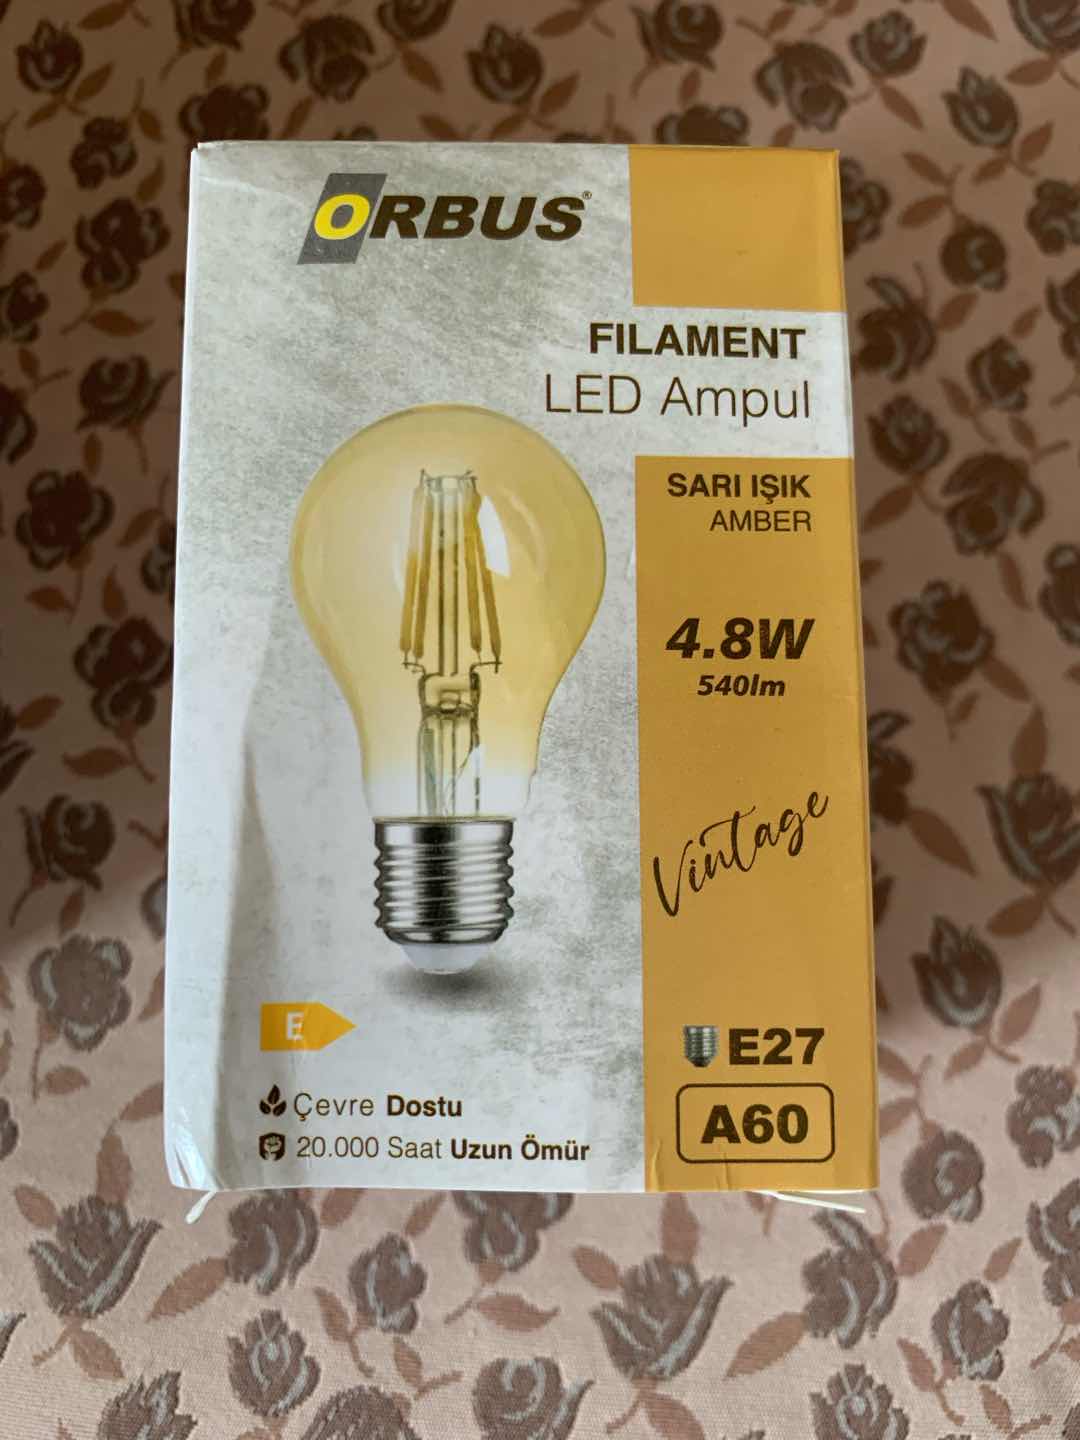 ORBUS®
FILAMENT
LED Ampul
SARI IŞIK
AMBER
4.8W
540lm
Vintage
E
Çevre Dostu
20.000 Saat Uzun Ömür
E27
A60